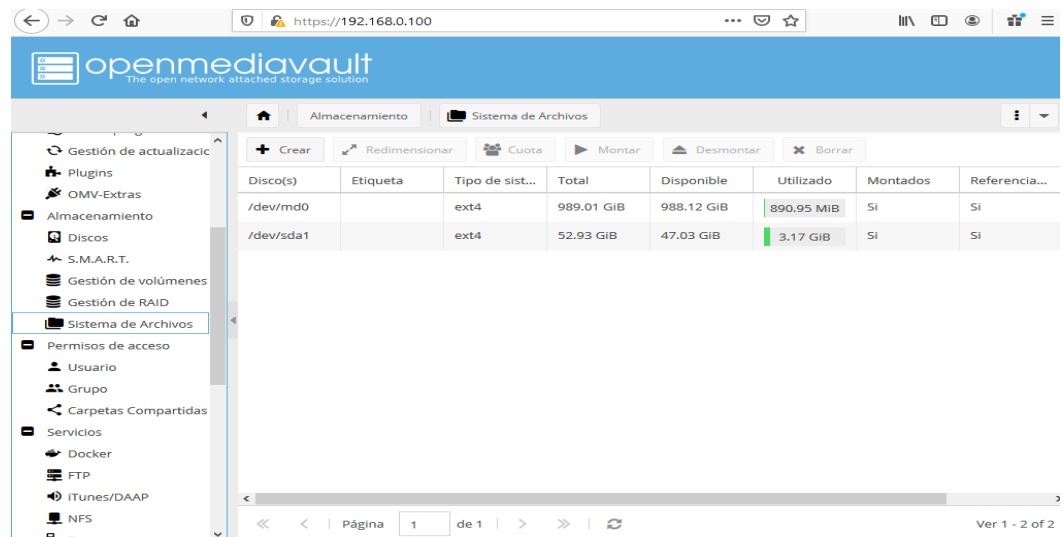 https://192.168.0.100
openmediavault
The open network attached storage solution
Almacenamiento
Sistema de Archivos
Gestión de actualizacio
Plugins
OMV-Extras
Almacenamiento
Discos
S.M.A.R.T.
Gestión de volúmenes
Gestión de RAID
Sistema de Archivos
Permisos de acceso
Usuario
Grupo
Carpetas Compartidas
Servicios
Docker
FTP
iTunes/DAAP
NFS
Crear Redimensionar Cuota Montar Desmontar Borrar
Disco(s) Etiqueta Tipo de sist... Total Disponible Utilizado Montados Referencia...
/dev/md0 ext4 989.01 GiB 988.12 GiB 890.95 MiB Si Si
/dev/sda1 ext4 52.93 GiB 47.03 GiB 3.17 GiB Si Si
Página 1 de 1 Ver 1 - 2 of 2